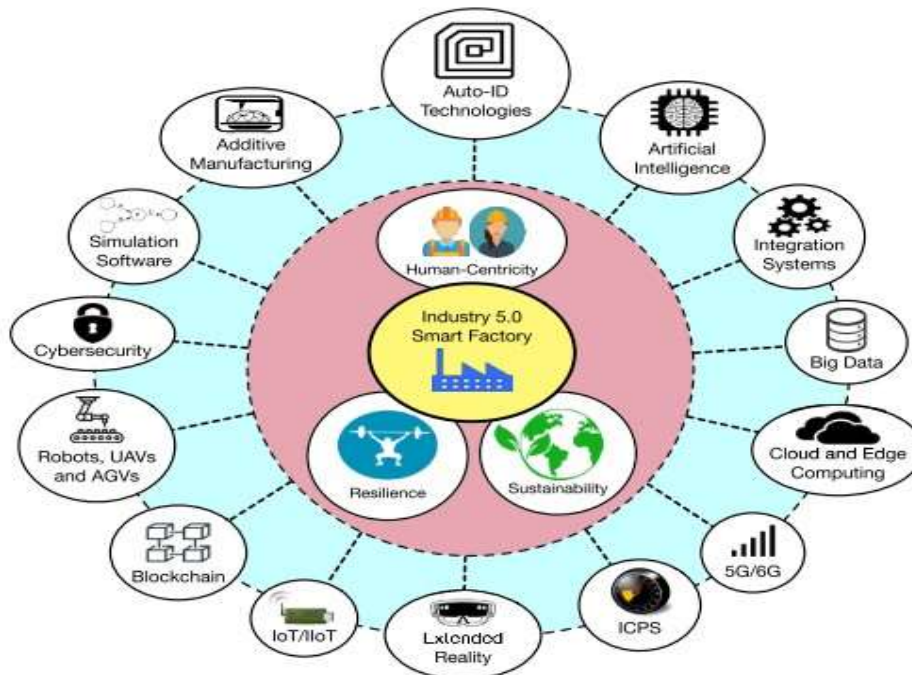 Auto-ID
Technologies
Additive
Manufacturing
Artificial
Intelligence
Simulation
Software
Human-Centricity
Integration
Systems
Industry 5.0
Smart Factory
Cybersecurity
Big Data
Robots, UAVs
and AGVs
Resilience
Sustainability
Cloud and Edge
Computing
Blockchain
5G/6G
IoT/IIoT
Extended
Reality
ICPS